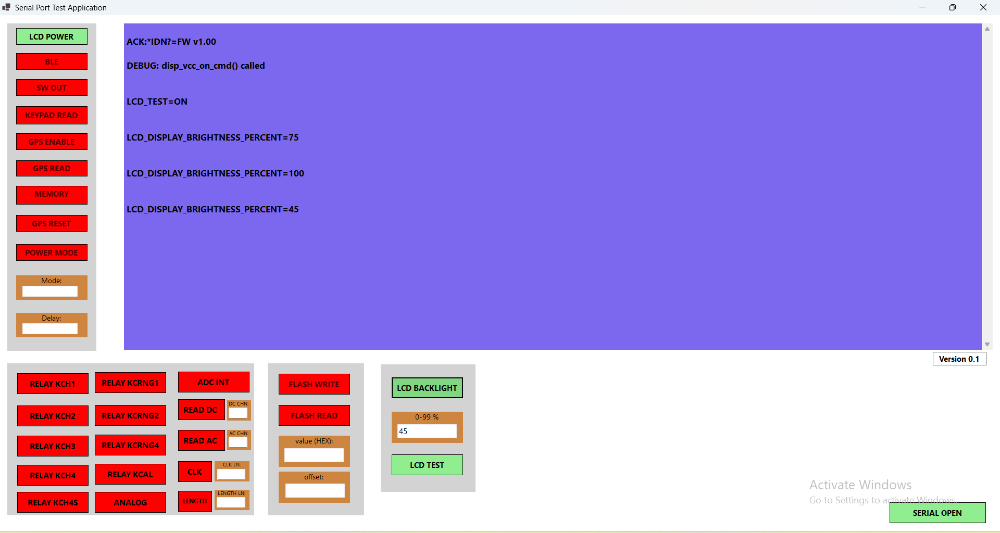 Serial Port Test Application
LCD POWER
BLE
SW OUT
KEYPAD READ
GPS ENABLE
GPS READ
MEMORY
GPS RESET
POWER MODE
Mode:
Delay:
ACK:*IDN?=FW v1.00
DEBUG: disp_vcc_on_cmd() called
LCD_TEST=ON
LCD_DISPLAY_BRIGHTNESS_PERCENT=75
LCD_DISPLAY_BRIGHTNESS_PERCENT=100
LCD_DISPLAY_BRIGHTNESS_PERCENT=45
Version 0.1
RELAY KCH1
RELAY KCH2
RELAY KCH3
RELAY KCH4
RELAY KCH4S
RELAY KCRNG1
RELAY KCRNG2
RELAY KCRNG4
RELAY KCAL
ANALOG
ADC INT
READ DC
DC CHN:
READ AC
AC CHN:
CLK
CLK LN:
LENGTH
LENGTH LN:
FLASH WRITE
FLASH READ
value (HEX):
offset:
LCD BACKLIGHT
0-99 %
45
LCD TEST
Activate Windows
Go to Settings to activate Windows.
SERIAL OPEN